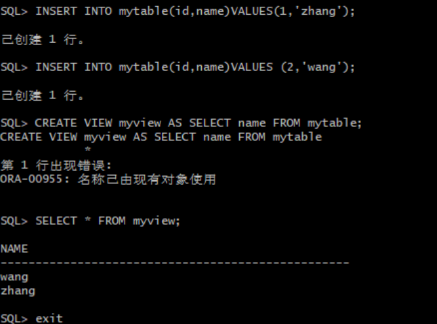 SQL> INSERT INTO mytable(id,name)VALUES(1,'zhang');
已创建 1 行。
SQL> INSERT INTO mytable(id,name)VALUES (2,'wang');
已创建 1 行。
SQL> CREATE VIEW myview AS SELECT name FROM mytable;
CREATE VIEW myview AS SELECT name FROM mytable
*
第 1 行出现错误:
ORA-00955: 名称已由现有对象使用
SQL> SELECT * FROM myview;
NAME
--------------------------------------------------
wang
zhang
SQL> exit